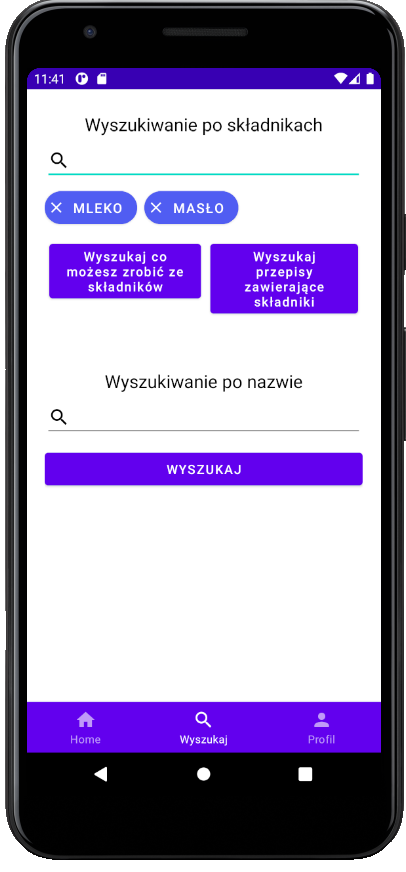 11:41
Wyszukiwanie po składnikach
MLEKO
MASŁO
Wyszukaj co
możesz zrobić ze
składników
Wyszukaj
przepisy
zawierające
składniki
Wyszukiwanie po nazwie
WYSZUKAJ
Home
Wyszukaj
Profil